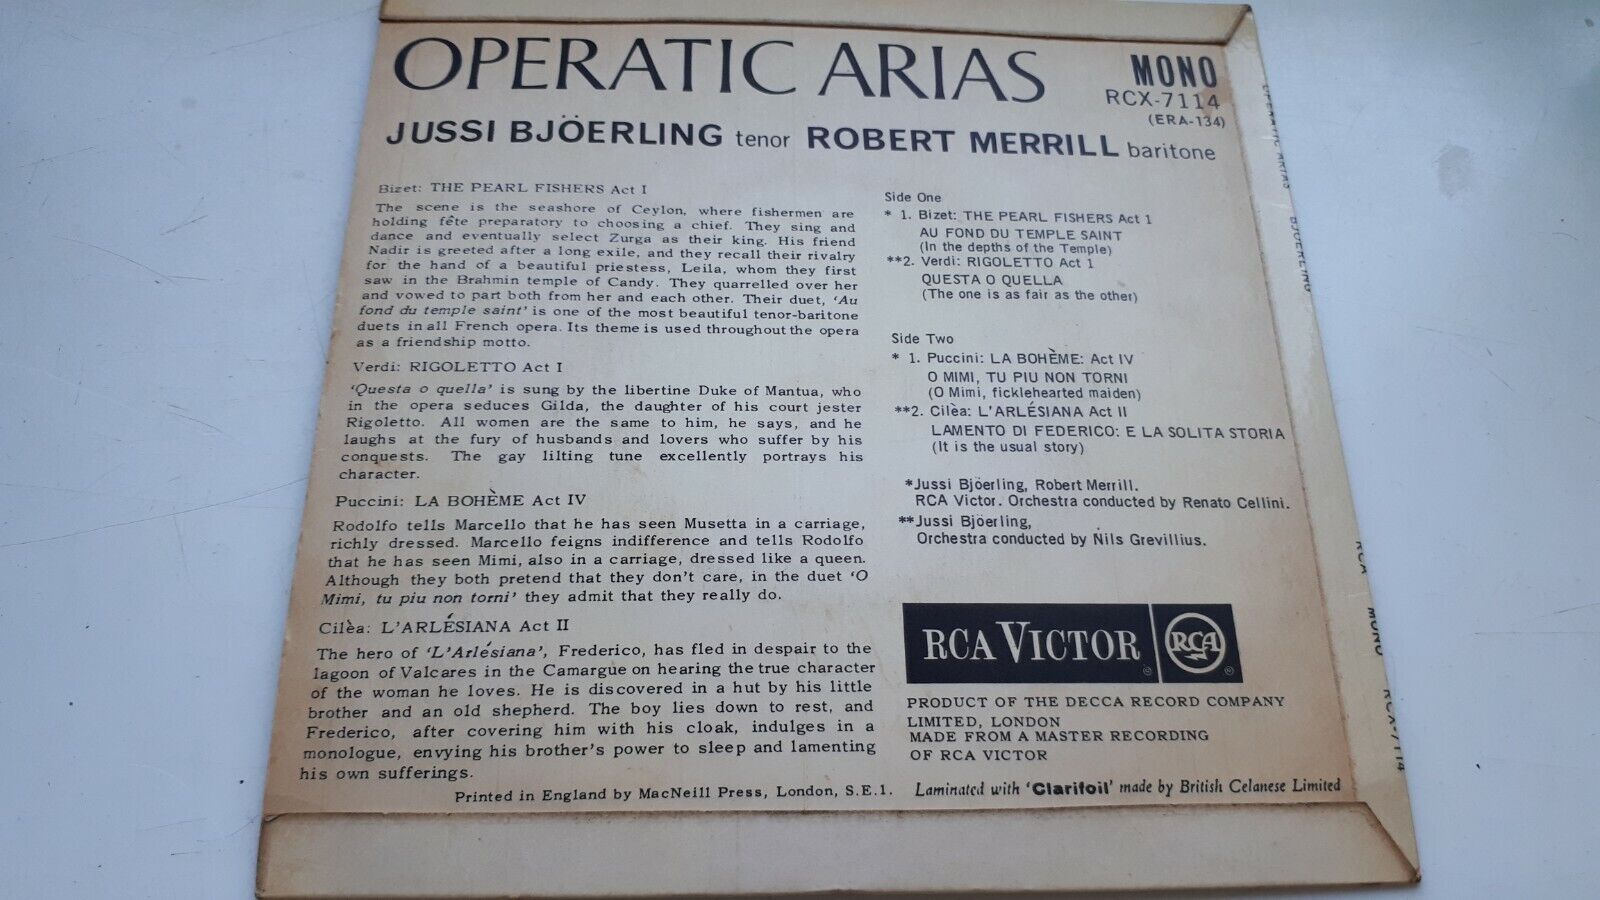 OPERATIC ARIAS
MONO
RCX-7114
(ERA-134)
JUSSI BJÖERLING tenor ROBERT MERRILL baritone
Bizet: THE PEARL FISHERS Act I
The scene is the seashore of Ceylon, where fishermen are
holding fête preparatory to choosing a chief. They sing and
dance and eventually select Zurga as their king. His friend
Nadir is greeted after a long exile, and they recall their rivalry
for the hand of a beautiful priestess, Leila, whom they first
saw in the Brahmin temple of Candy. They quarrelled over her
and vowed to part both from her and each other. Their duet, 'Au
fond du temple saint' is one of the most beautiful tenor-baritone
duets in all French opera. Its theme is used throughout the opera
as a friendship motto.
Verdi: RIGOLETTO Act I
'Questa o quella' is sung by the libertine Duke of Mantua, who
in the opera seduces Gilda, the daughter of his court jester
Rigoletto. All women are the same to him, he says, and he
laughs at the fury of husbands and lovers who suffer by his
conquests. The gay lilting tune excellently portrays his
character.
Puccini: LA BOHÈME Act IV
Rodolfo tells Marcello that he has seen Musetta in a carriage,
richly dressed. Marcello feigns indifference and tells Rodolfo
that he has seen Mimi, also in a carriage, dressed like a queen.
Although they both pretend that they don't care, in the duet 'O
Mimi, tu piu non torni' they admit that they really do.
Cilèa: L'ARLÉSIANA Act II
The hero of 'L'Arlésiana', Frederico, has fled in despair to the
lagoon of Valcares in the Camargue on hearing the true character
of the woman he loves. He is discovered in a hut by his little
brother and an old shepherd. The boy lies down to rest, and
Frederico, after covering him with his cloak, indulges in a
monologue, envying his brother's power to sleep and lamenting
his own sufferings.
Printed in England by MacNeill Press, London, S.E.1.
Side One
* 1. Bizet: THE PEARL FISHERS Act 1
AU FOND DU TEMPLE SAINT
(In the depths of the Temple)
**2. Verdi: RIGOLETTO Act 1
QUESTA O QUELLA
(The one is as fair as the other)
Side Two
* 1. Puccini: LA BOHÈME: Act IV
O MIMI, TU PIU NON TORNI
(O Mimi, ficklehearted maiden)
**2. Cilèa: L'ARLÉSIANA Act II
LAMENTO DI FEDERICO: E LA SOLITA STORIA
(It is the usual story)
*Jussi Bjöerling, Robert Merrill.
RCA Victor. Orchestra conducted by Renato Cellini.
**Jussi Bjöerling,
Orchestra conducted by Nils Grevillius.
RCA VICTOR RCA
PRODUCT OF THE DECCA RECORD COMPANY
LIMITED, LONDON
MADE FROM A MASTER RECORDING
OF RCA VICTOR
Laminated with 'Clarifoil' made by British Celanese Limited
OPERATIC ARIAS BJÖERLING RCA MONO RCX-7114